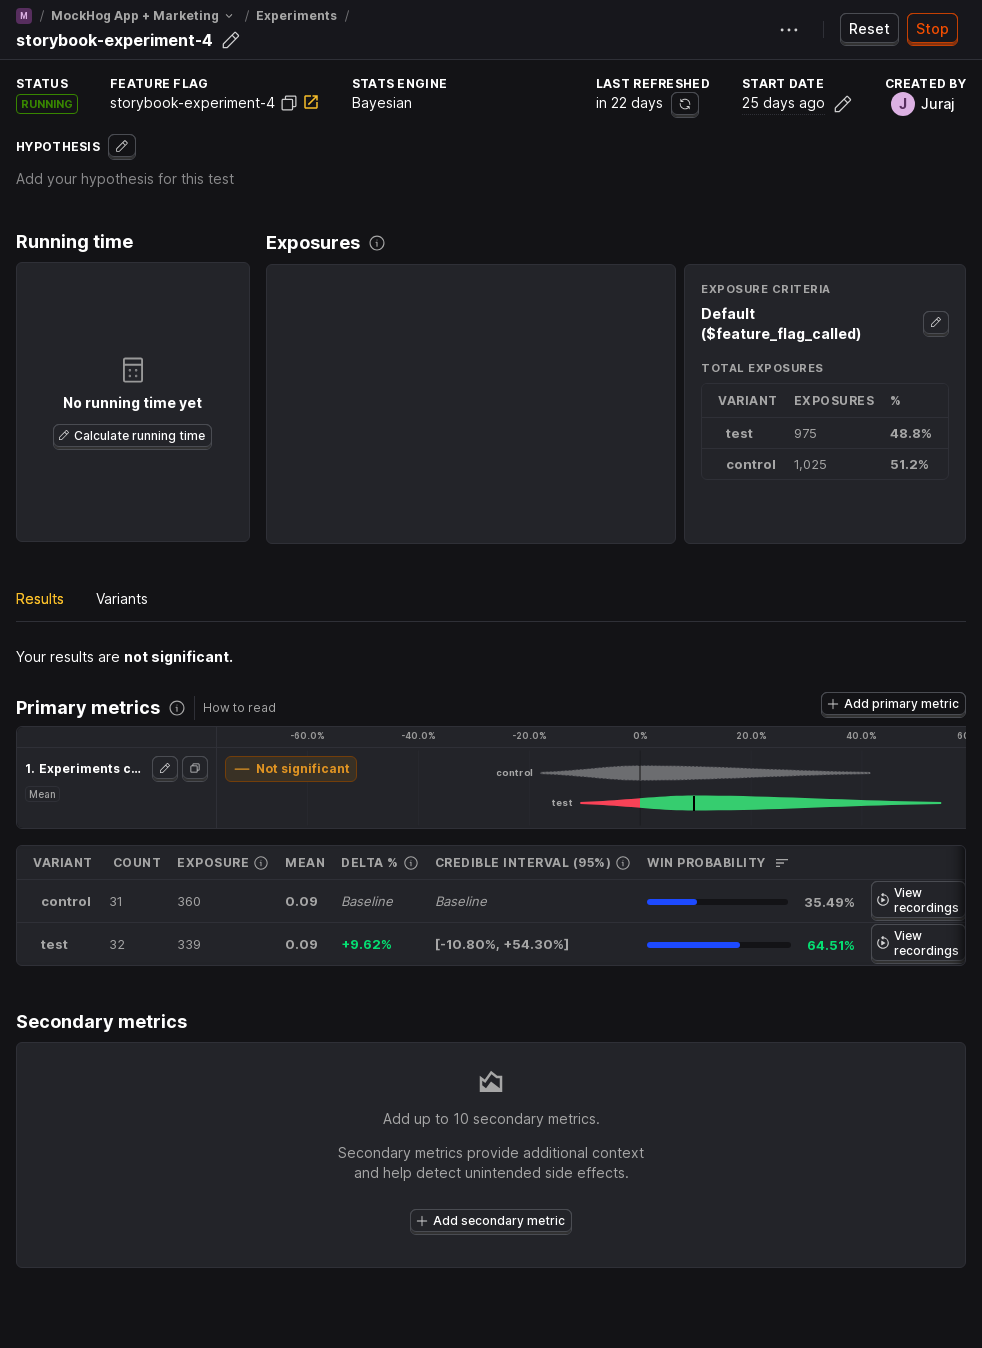 M / MockHog App + Marketing / Experiments /
storybook-experiment-4
Reset
Stop
STATUS
RUNNING
FEATURE FLAG
storybook-experiment-4
STATS ENGINE
Bayesian
LAST REFRESHED
in 22 days
START DATE
25 days ago
CREATED BY
J Juraj
HYPOTHESIS
Add your hypothesis for this test
Running time
No running time yet
Calculate running time
Exposures
EXPOSURE CRITERIA
Default
($feature_flag_called)
TOTAL EXPOSURES
VARIANT EXPOSURES %
test 975 48.8%
control 1,025 51.2%
Results Variants
Your results are not significant.
Primary metrics
How to read
Add primary metric
-60.0% -40.0% -20.0% 0% 20.0% 40.0% 60
1. Experiments c...
Mean
Not significant
control
test
VARIANT COUNT EXPOSURE MEAN DELTA % CREDIBLE INTERVAL (95%) WIN PROBABILITY
control 31 360 0.09 Baseline Baseline 35.49% View
recordings
test 32 339 0.09 +9.62% [-10.80%, +54.30%] 64.51% View
recordings
Secondary metrics
Add up to 10 secondary metrics.
Secondary metrics provide additional context
and help detect unintended side effects.
Add secondary metric